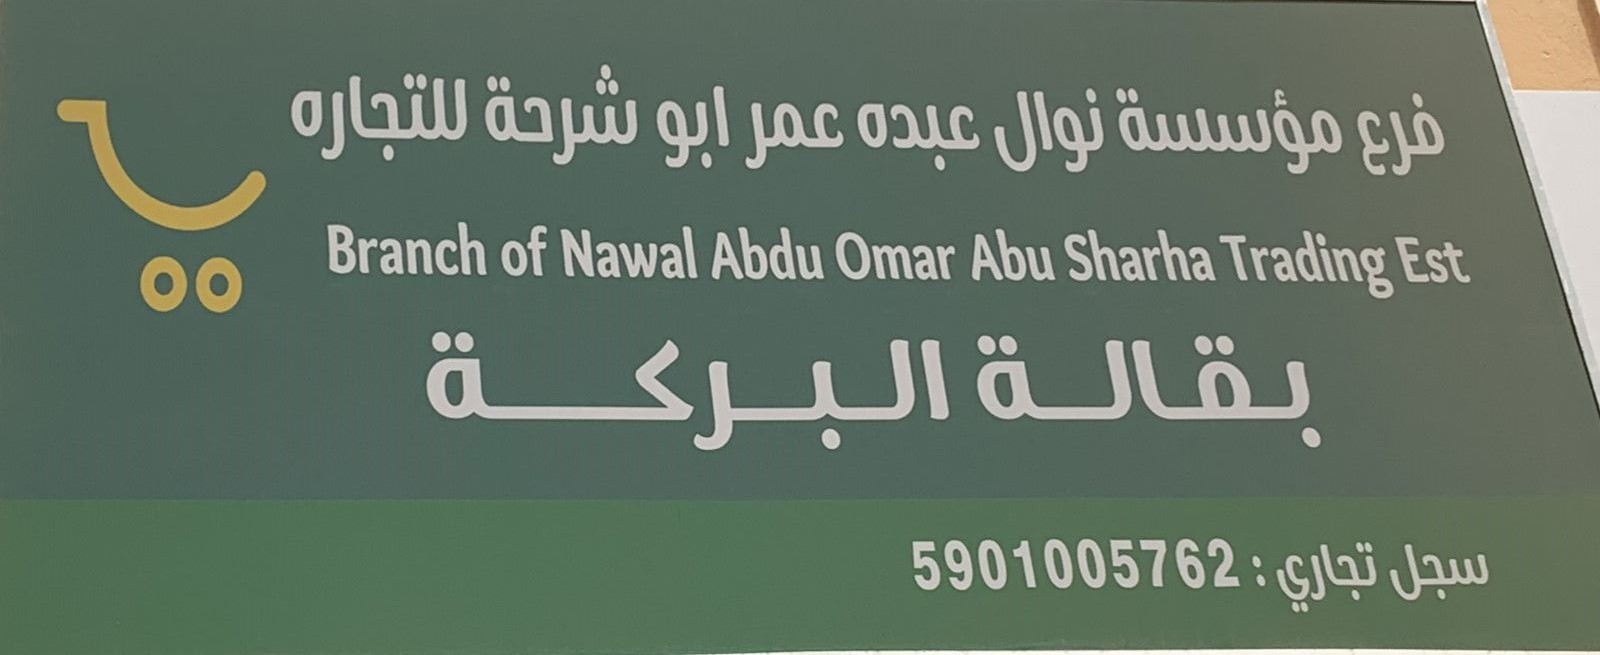 فرع مؤسسة نوال عبده عمر ابو شرحة للتجاره
Branch of Nawal Abdu Omar Abu Sharha Trading Est
بقالة البركة
سجل تجاري : 5901005762